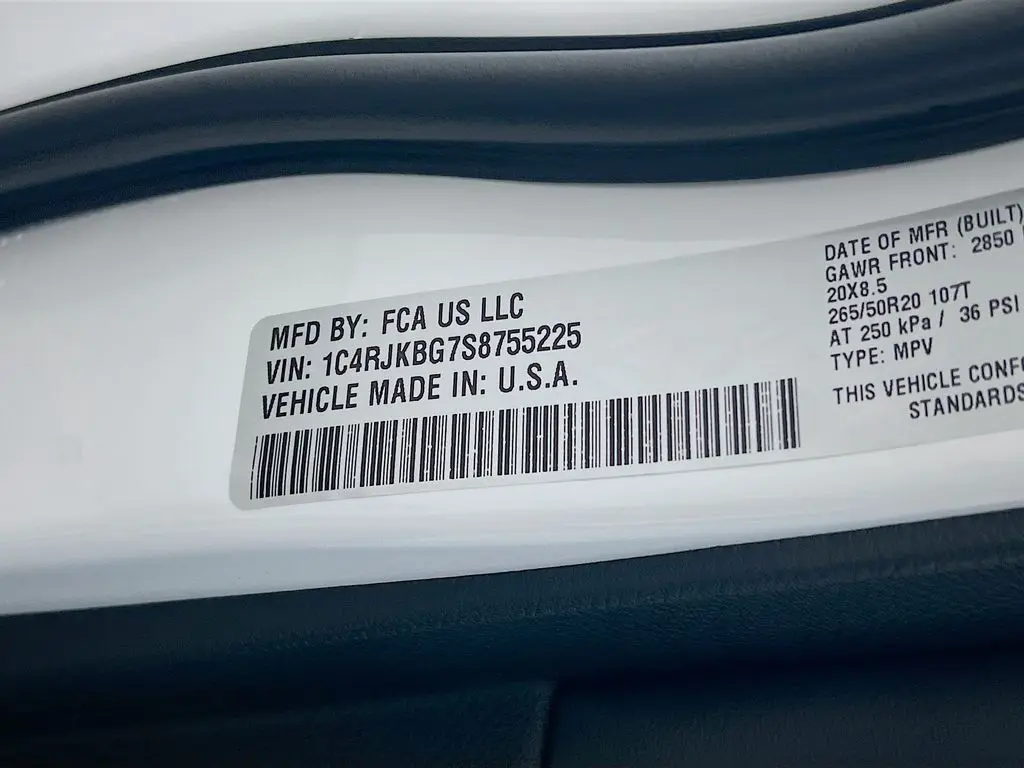 MFD BY: FCA US LLC
VIN: 1C4RJKBG7S8755225
VEHICLE MADE IN: U.S.A.
DATE OF MFR (BUILT)
GAWR FRONT: 2850
20X8.5
265/50R20 107T
AT 250 kPa / 36 PSI
TYPE: MPV
THIS VEHICLE
STANDARDS